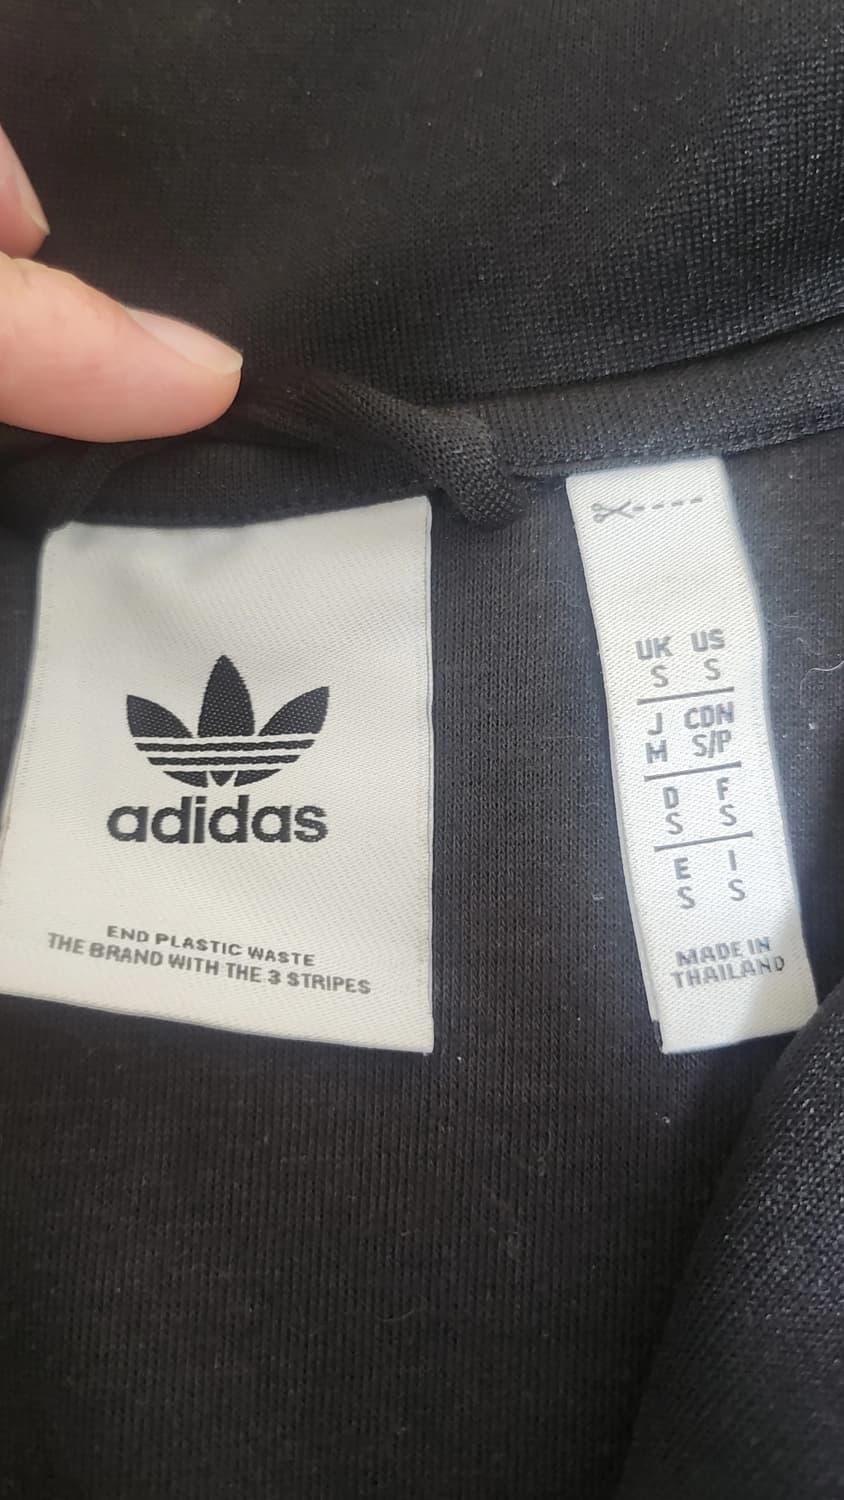 adidas
END PLASTIC WASTE
THE BRAND WITH THE 3 STRIPES
UK US
S S
J CDN
M S/P
D F
S S
E I
S S
MADE IN
THAILAND